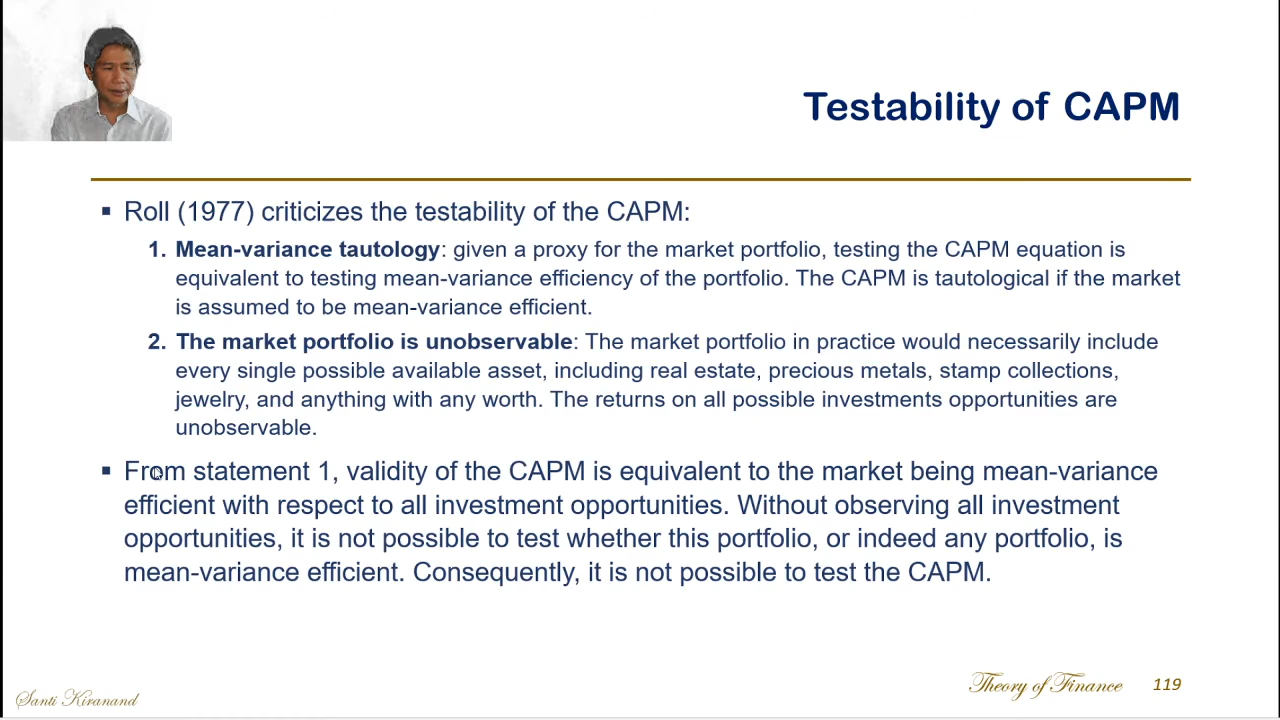 Testability of CAPM
▪ Roll (1977) criticizes the testability of the CAPM:
1. Mean-variance tautology: given a proxy for the market portfolio, testing the CAPM equation is
equivalent to testing mean-variance efficiency of the portfolio. The CAPM is tautological if the market
is assumed to be mean-variance efficient.
2. The market portfolio is unobservable: The market portfolio in practice would necessarily include
every single possible available asset, including real estate, precious metals, stamp collections,
jewelry, and anything with any worth. The returns on all possible investments opportunities are
unobservable.
▪ From statement 1, validity of the CAPM is equivalent to the market being mean-variance
efficient with respect to all investment opportunities. Without observing all investment
opportunities, it is not possible to test whether this portfolio, or indeed any portfolio, is
mean-variance efficient. Consequently, it is not possible to test the CAPM.
Santi Kiranand
Theory of Finance 119